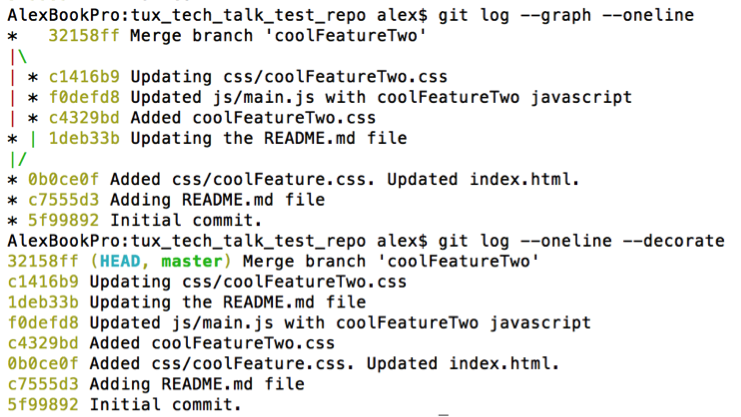 AlexBookPro:tux_tech_talk_test_repo alex$ git log --graph --oneline
*   32158ff Merge branch 'coolFeatureTwo'
|\
| * c1416b9 Updating css/coolFeatureTwo.css
| * f0defd8 Updated js/main.js with coolFeatureTwo javascript
| * c4329bd Added coolFeatureTwo.css
* | 1deb33b Updating the README.md file
|/
* 0b0ce0f Added css/coolFeature.css. Updated index.html.
* c7555d3 Adding README.md file
* 5f99892 Initial commit.
AlexBookPro:tux_tech_talk_test_repo alex$ git log --oneline --decorate
32158ff (HEAD, master) Merge branch 'coolFeatureTwo'
c1416b9 Updating css/coolFeatureTwo.css
1deb33b Updating the README.md file
f0defd8 Updated js/main.js with coolFeatureTwo javascript
c4329bd Added coolFeatureTwo.css
0b0ce0f Added css/coolFeature.css. Updated index.html.
c7555d3 Adding README.md file
5f99892 Initial commit.